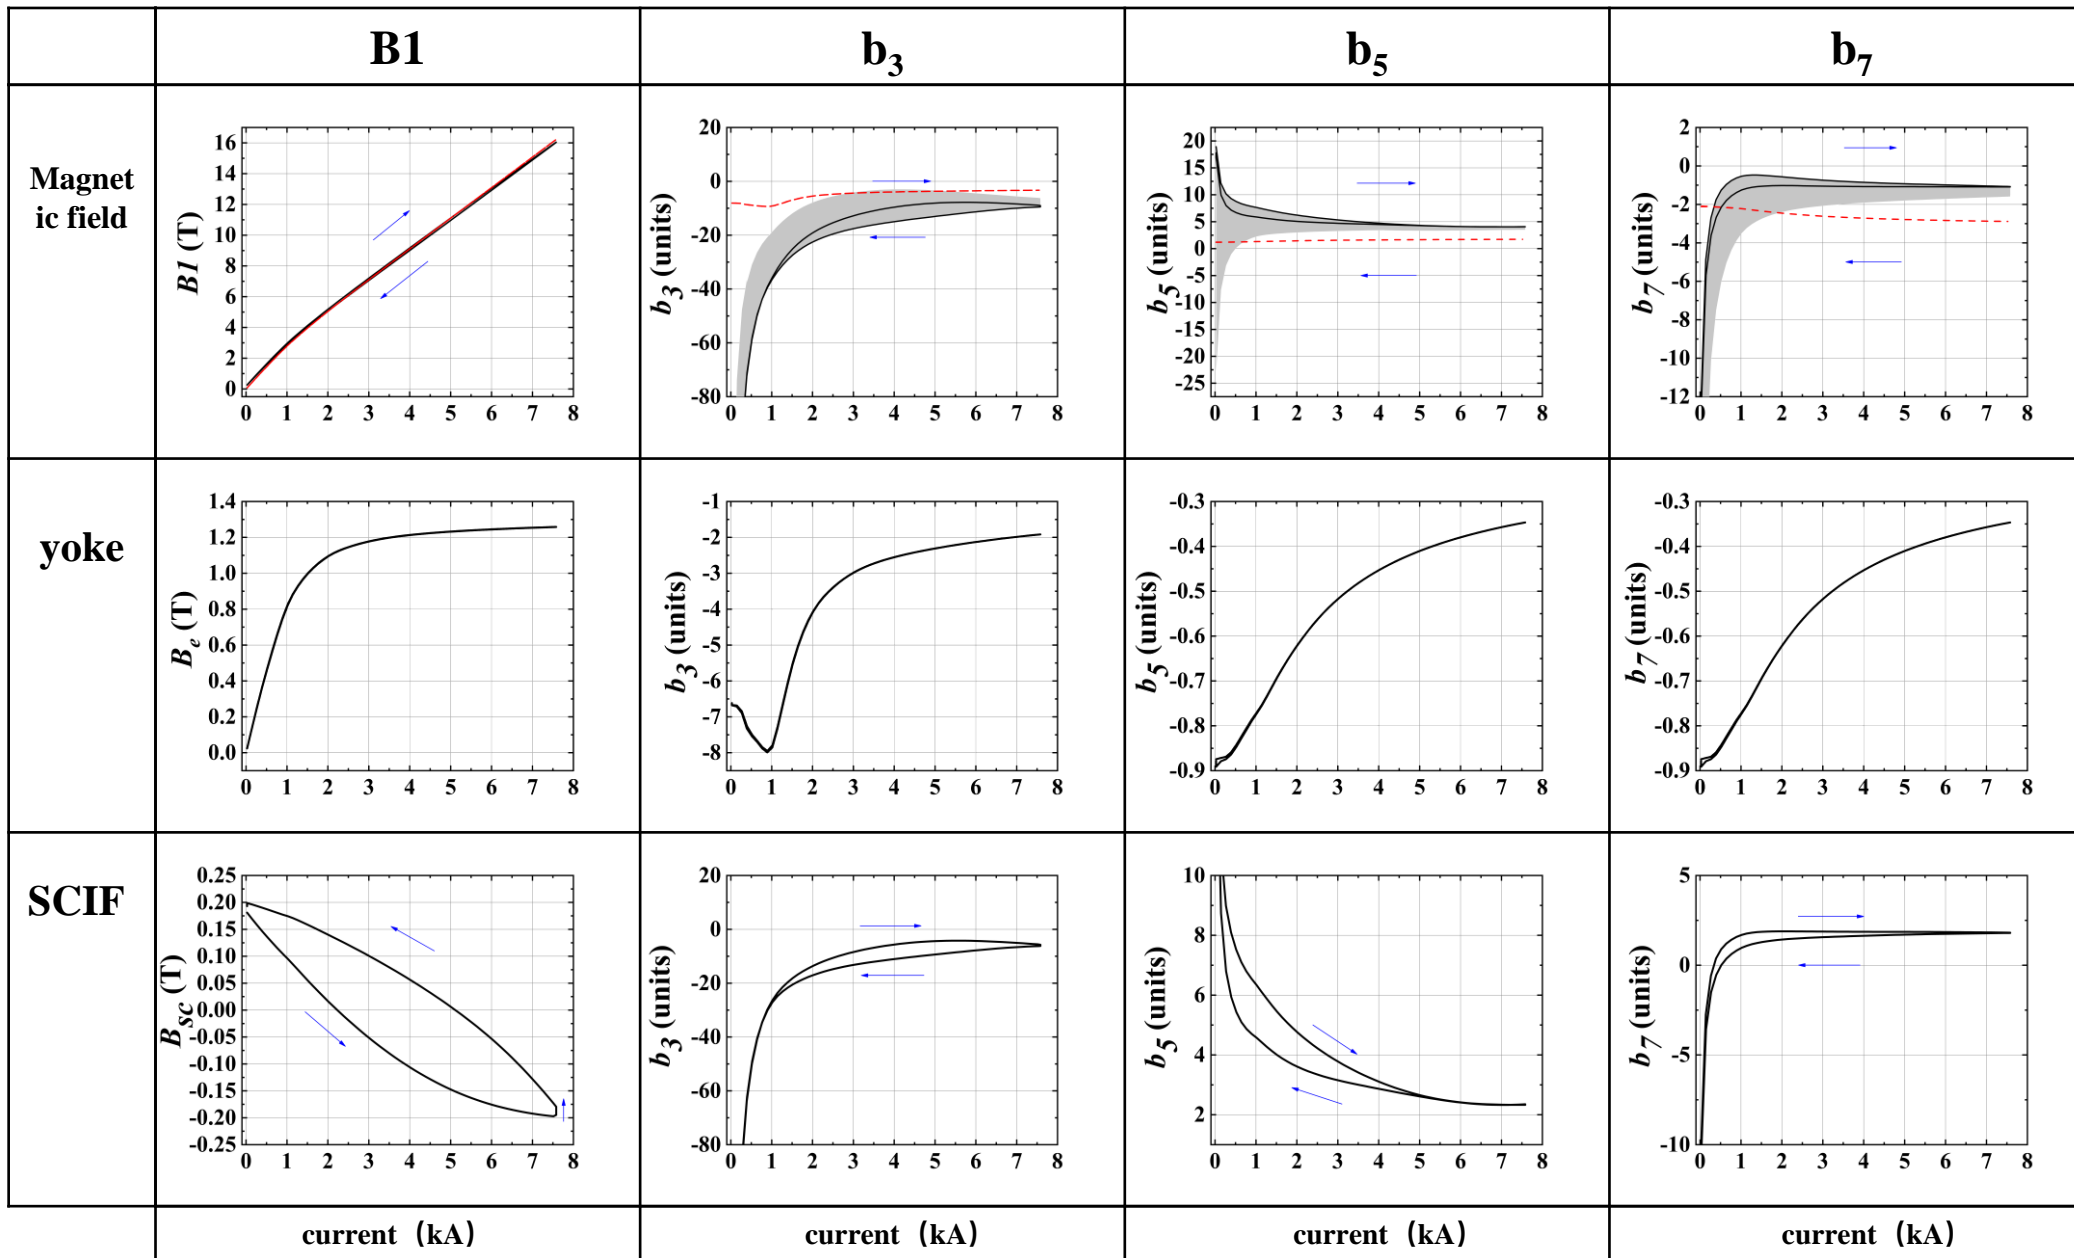 B1 b3 b5 b7
Magnet
ic field
B1 (T)
16
14
12
10
8
6
4
2
0
0 1 2 3 4 5 6 7 8
b3 (units)
20
0
-20
-40
-60
-80
0 1 2 3 4 5 6 7 8
b5 (units)
20
15
10
5
0
-5
-10
-15
-20
-25
0 1 2 3 4 5 6 7 8
b7 (units)
2
0
-2
-4
-6
-8
-10
-12
0 1 2 3 4 5 6 7 8
yoke
Be (T)
1.4
1.2
1.0
0.8
0.6
0.4
0.2
0.0
0 1 2 3 4 5 6 7 8
b3 (units)
-1
-2
-3
-4
-5
-6
-7
-8
0 1 2 3 4 5 6 7 8
b5 (units)
-0.3
-0.4
-0.5
-0.6
-0.7
-0.8
-0.9
0 1 2 3 4 5 6 7 8
b7 (units)
-0.3
-0.4
-0.5
-0.6
-0.7
-0.8
-0.9
0 1 2 3 4 5 6 7 8
SCIF
Bsc (T)
0.25
0.20
0.15
0.10
0.05
0.00
-0.05
-0.10
-0.15
-0.20
-0.25
0 1 2 3 4 5 6 7 8
b3 (units)
20
0
-20
-40
-60
-80
0 1 2 3 4 5 6 7 8
b5 (units)
10
8
6
4
2
0 1 2 3 4 5 6 7 8
b7 (units)
5
0
-5
-10
0 1 2 3 4 5 6 7 8
current（kA） current（kA） current（kA） current（kA）